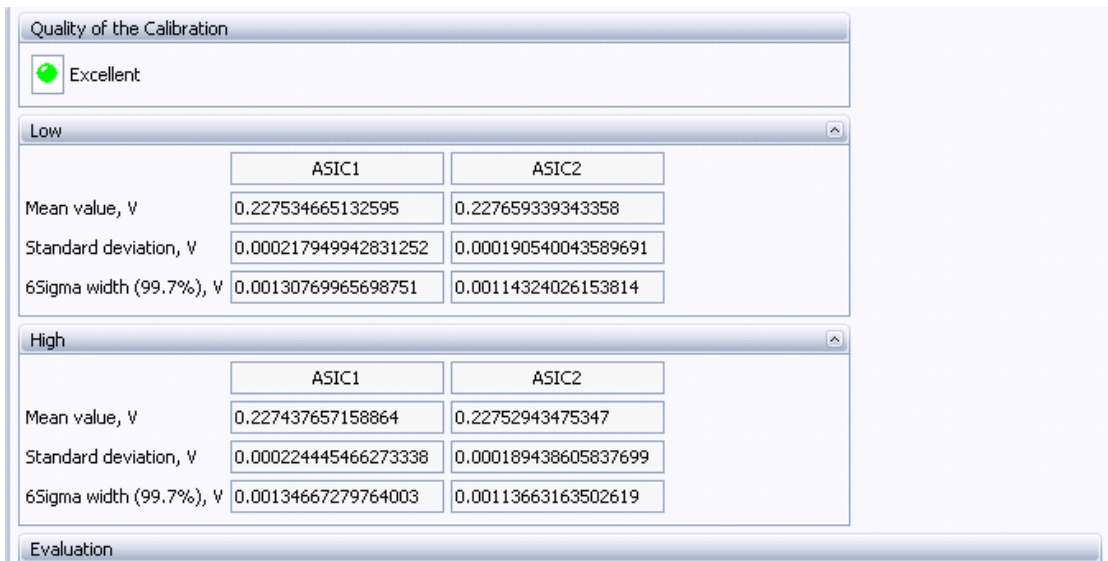 Quality of the Calibration
Excellent
Low
ASIC1 ASIC2
Mean value, V 0.227534665132595 0.227659339343358
Standard deviation, V 0.000217949942831252 0.000190540043589691
6Sigma width (99.7%), V 0.00130769965698751 0.00114324026153814
High
ASIC1 ASIC2
Mean value, V 0.227437657158864 0.22752943475347
Standard deviation, V 0.000224445466273338 0.000189438605837699
6Sigma width (99.7%), V 0.00134667279764003 0.00113663163502619
Evaluation